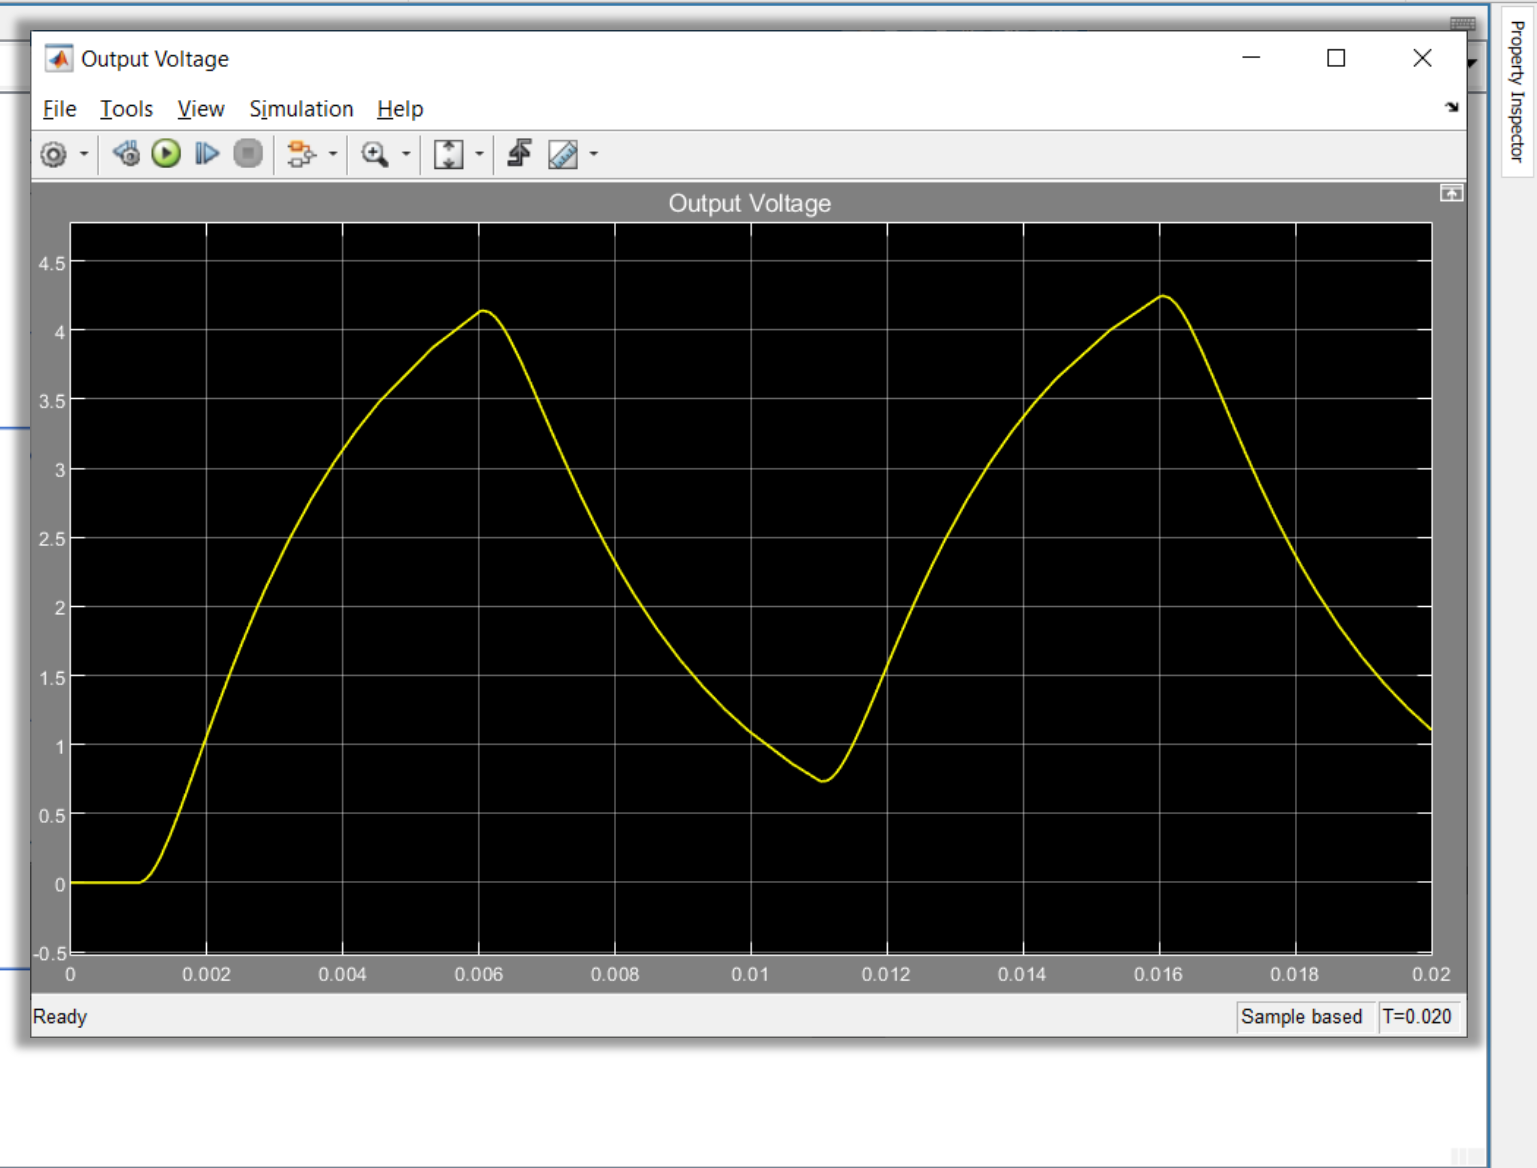 Output Voltage
File Tools View Simulation Help
Output Voltage
4.5
4
3.5
3
2.5
2
1.5
1
0.5
0
-0.5
0 0.002 0.004 0.006 0.008 0.01 0.012 0.014 0.016 0.018 0.02
Ready Sample based T=0.020
Property Inspector